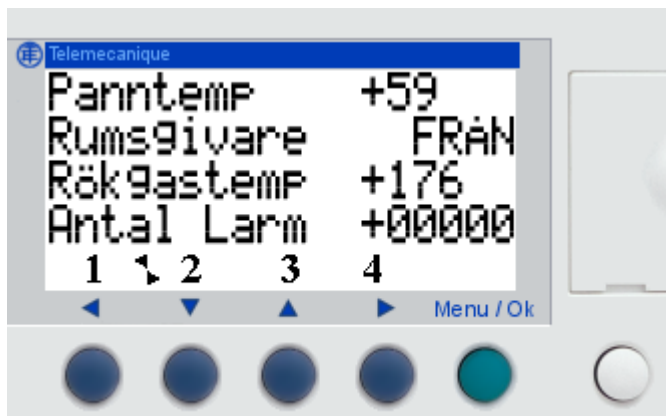 Telemecanique
Panntemp +59
Rumsgivare FRÅN
Rökgastemp +176
Antal Larm +00000
1 2 3 4
Menu / Ok